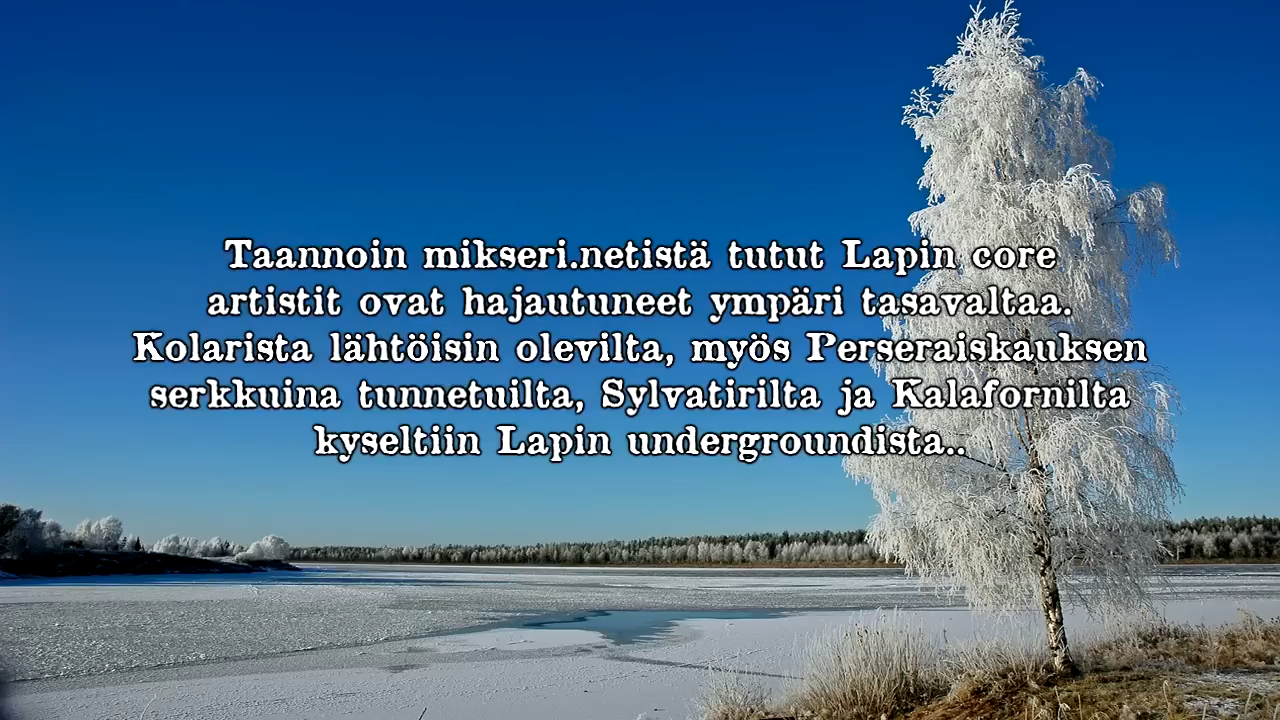 Taannoin mikseri.netistä tutut Lapin core
artistit ovat hajautuneet ympäri tasavaltaa.
Kolarista lähtöisin olevilta, myös Perseraiskauksen
serkkuina tunnetuilta, Sylvatirilta ja Kalafornilta
kyseltiin Lapin undergroundista..